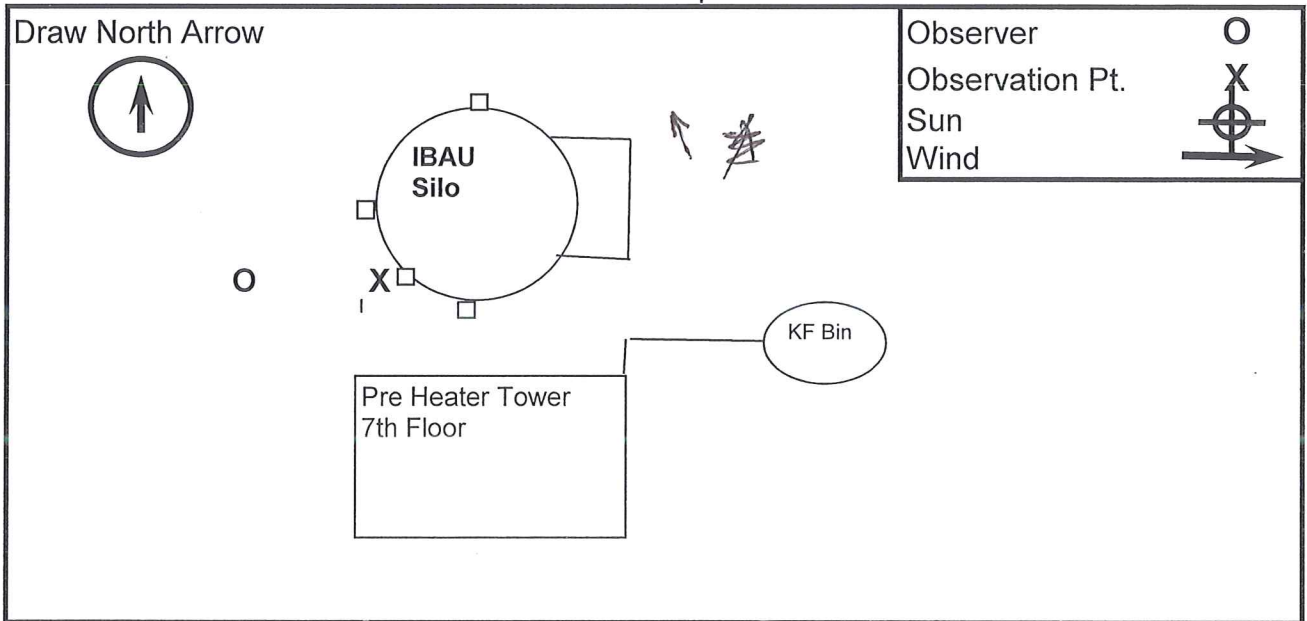 Draw North Arrow
Observer O
Observation Pt. X
Sun
Wind
IBAU
Silo
O
X
KF Bin
Pre Heater Tower
7th Floor